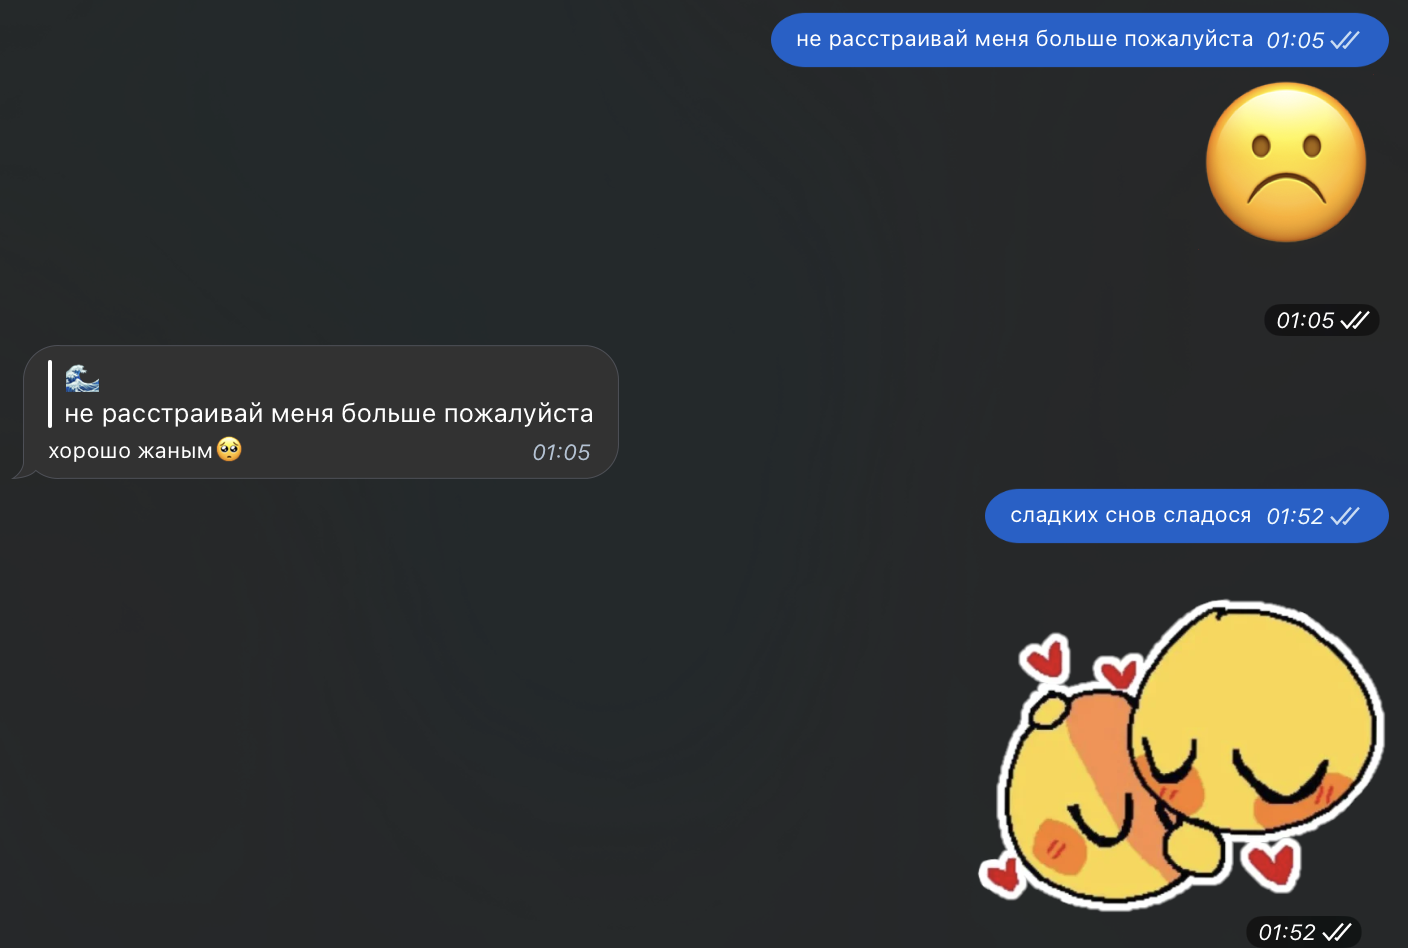 не расстраивай меня больше пожалуйста 01:05
01:05
🌊
не расстраивай меня больше пожалуйста
хорошо жаным🥺 01:05
сладких снов сладося 01:52
01:52